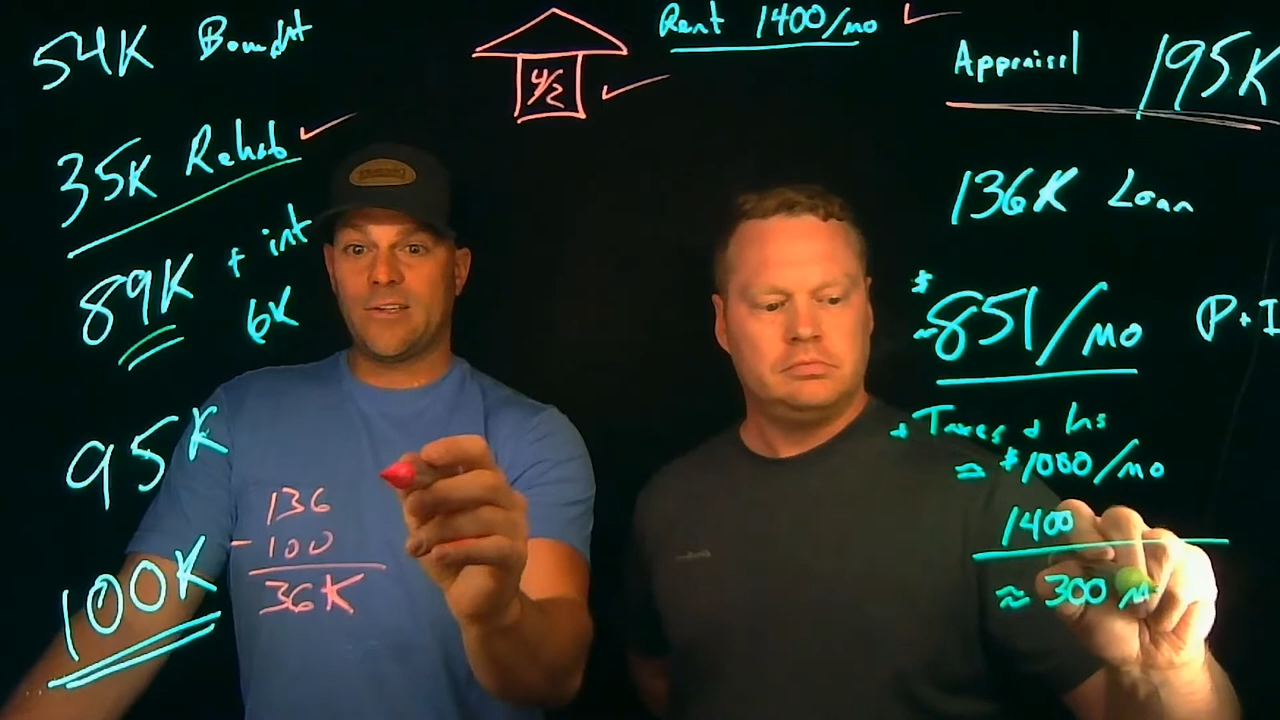 54K Bought
35K Rehab
89K + int
6K
95K
100K
136
- 100
36K
4/2
Rent 1400/mo
Appraisal 195K
136K Loan
$
~851/mo P+I
+ Taxes + Ins
= $1000/mo
1400
≈ 300